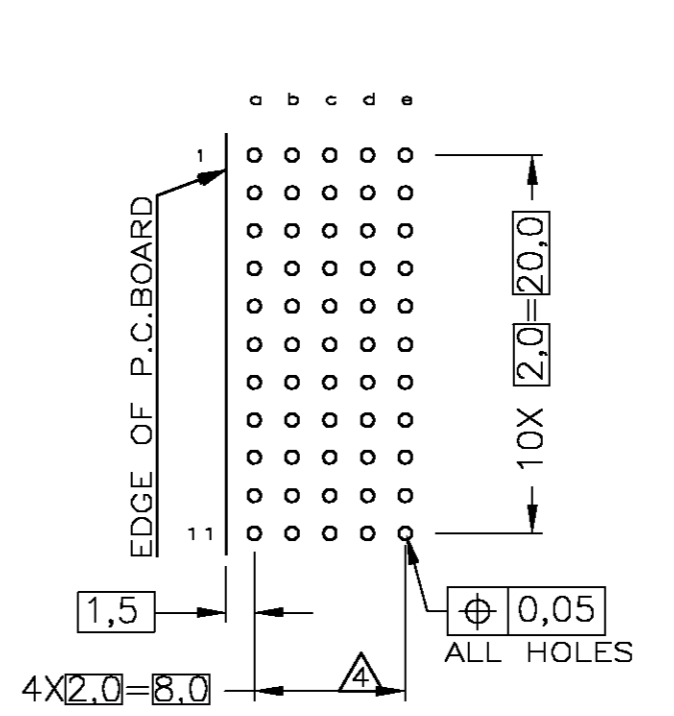 a b c d e
1
EDGE OF P.C.BOARD
10X 2,0=20,0
11
1,5
⌖ 0,05
ALL HOLES
4
4X2,0=8,0